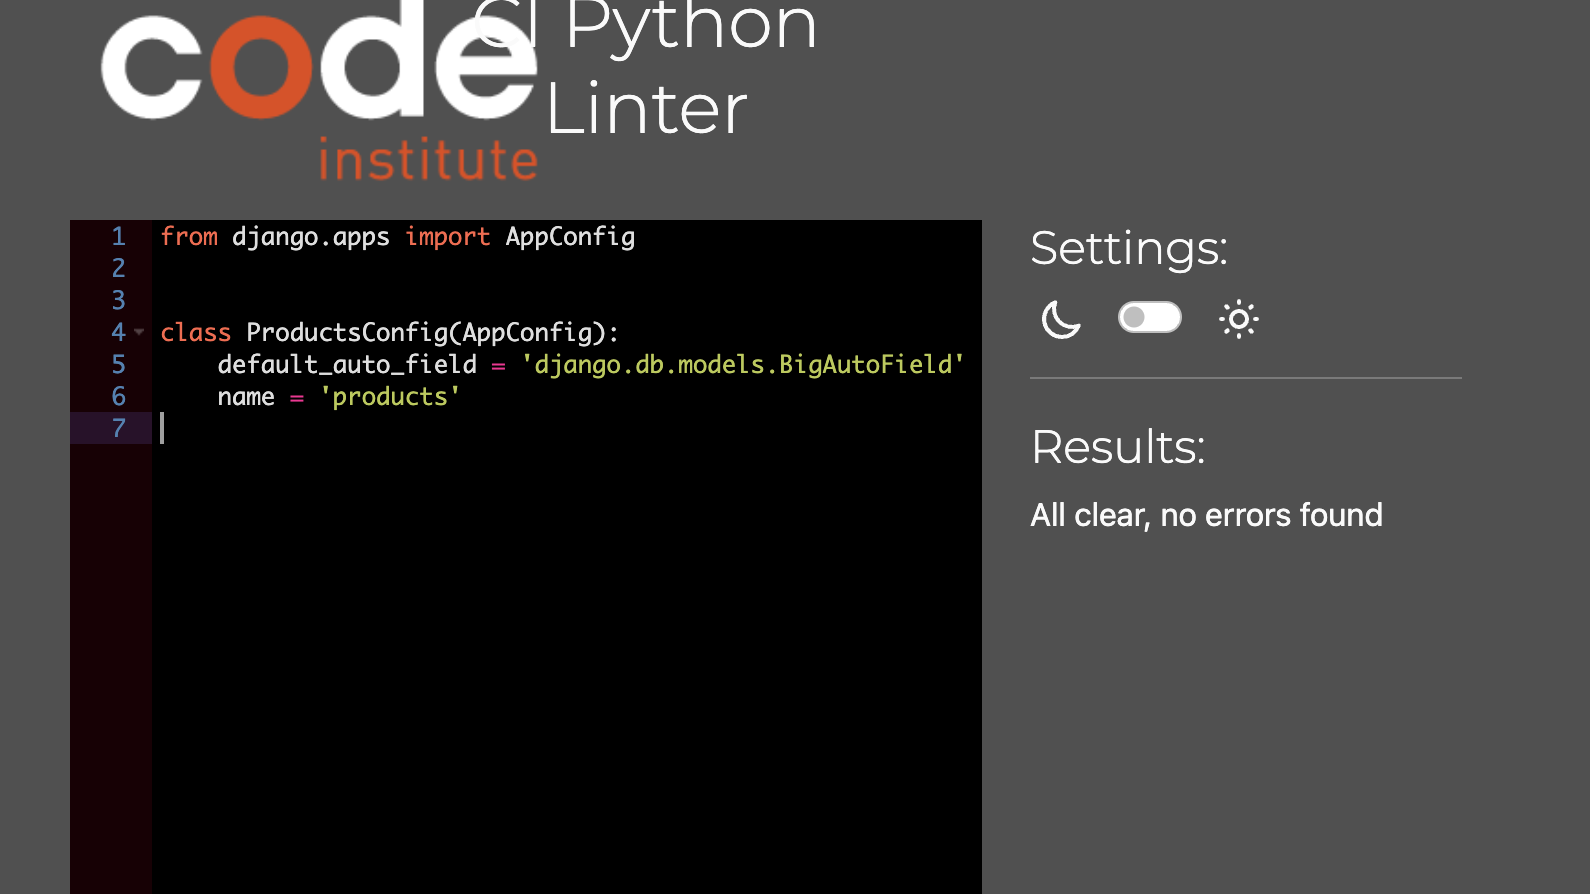 code
institute
CI Python
Linter
1 from django.apps import AppConfig
2
3
4 class ProductsConfig(AppConfig):
5     default_auto_field = 'django.db.models.BigAutoField'
6     name = 'products'
7
Settings:
Results:
All clear, no errors found